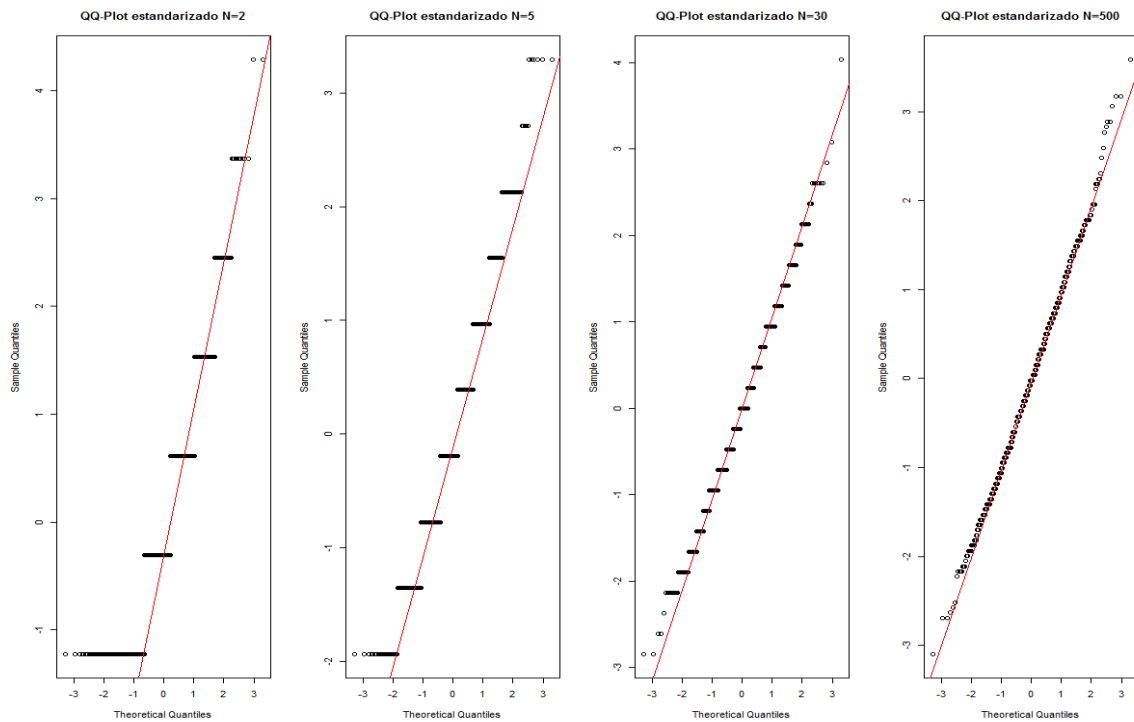 QQ-Plot estandarizado N=2
QQ-Plot estandarizado N=5
QQ-Plot estandarizado N=30
QQ-Plot estandarizado N=500
Sample Quantiles
4
3
2
1
0
-1
-3 -2 -1 0 1 2 3
Theoretical Quantiles
Sample Quantiles
3
2
1
0
-1
-2
-3 -2 -1 0 1 2 3
Theoretical Quantiles
Sample Quantiles
4
3
2
1
0
-1
-2
-3
-3 -2 -1 0 1 2 3
Theoretical Quantiles
Sample Quantiles
3
2
1
0
-1
-2
-3
-3 -2 -1 0 1 2 3
Theoretical Quantiles